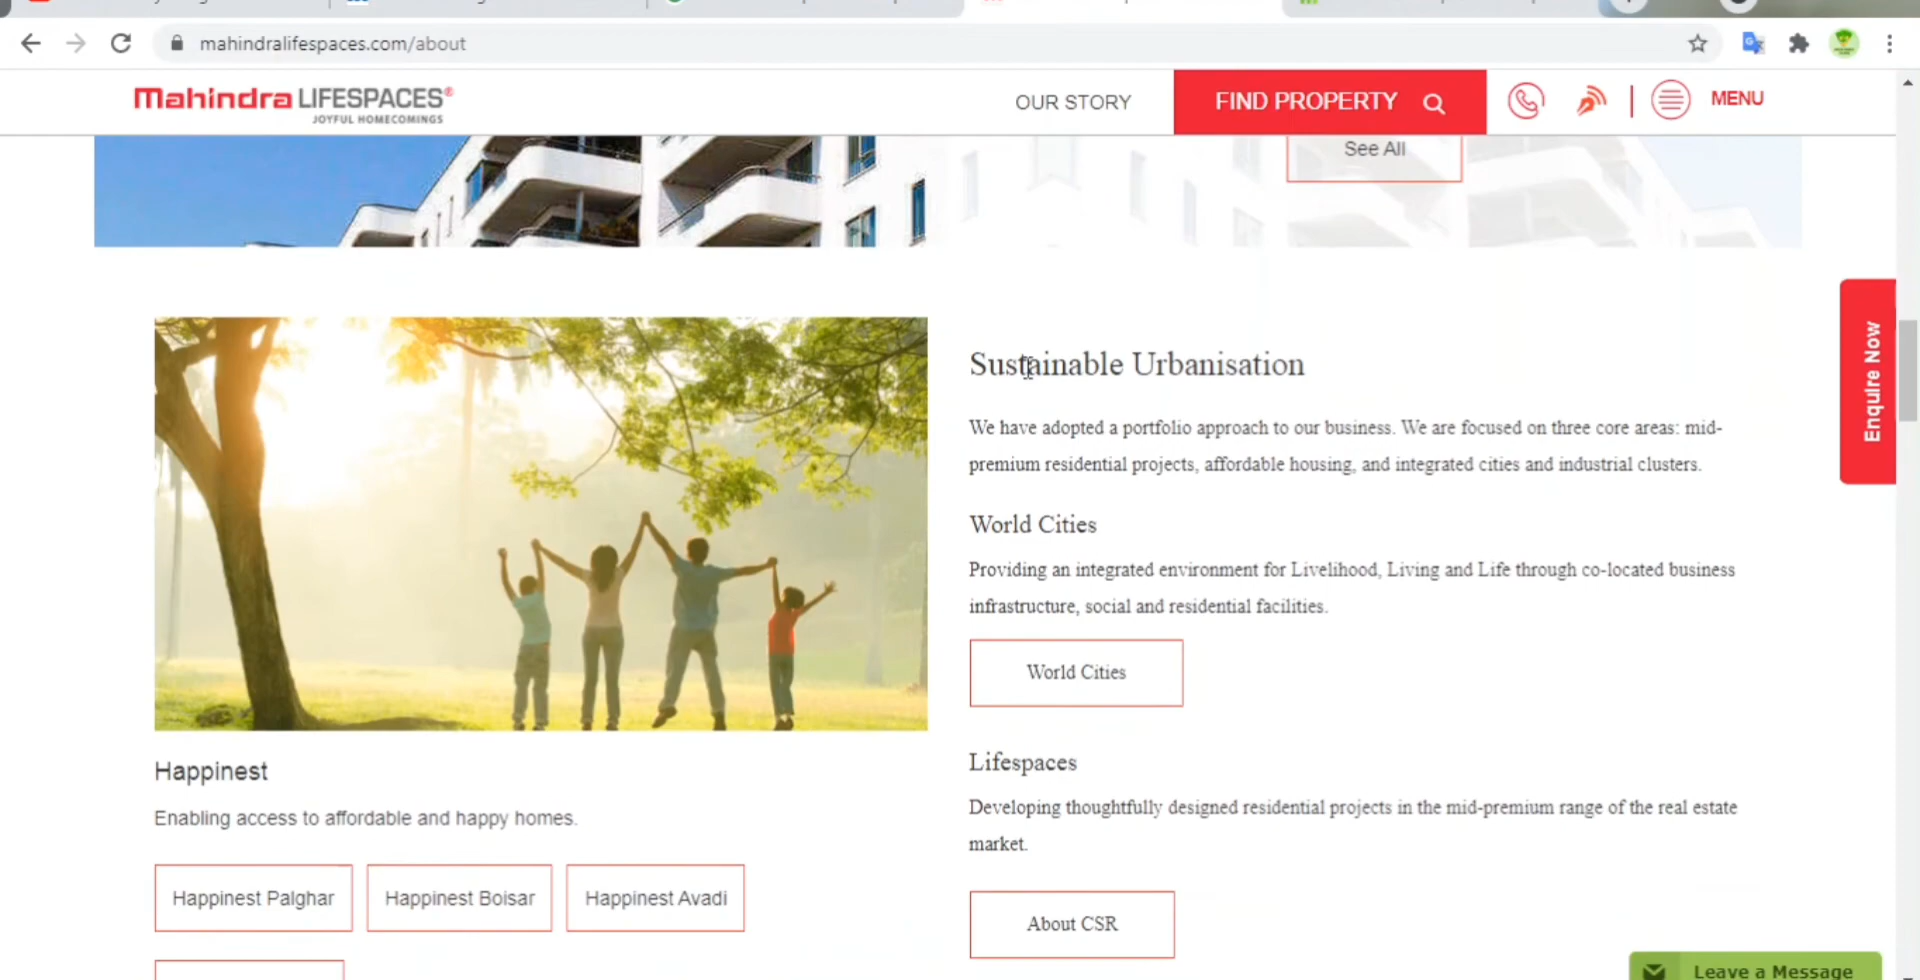 mahindralifespaces.com/about
Mahindra LIFESPACES®
JOYFUL HOMECOMINGS
OUR STORY
FIND PROPERTY
MENU
See All
Enquire Now
Sustainable Urbanisation
We have adopted a portfolio approach to our business. We are focused on three core areas: mid-
premium residential projects, affordable housing, and integrated cities and industrial clusters.
World Cities
Providing an integrated environment for Livelihood, Living and Life through co-located business
infrastructure, social and residential facilities.
World Cities
Lifespaces
Developing thoughtfully designed residential projects in the mid-premium range of the real estate
market.
About CSR
Happinest
Enabling access to affordable and happy homes.
Happinest Palghar
Happinest Boisar
Happinest Avadi
Leave a Message